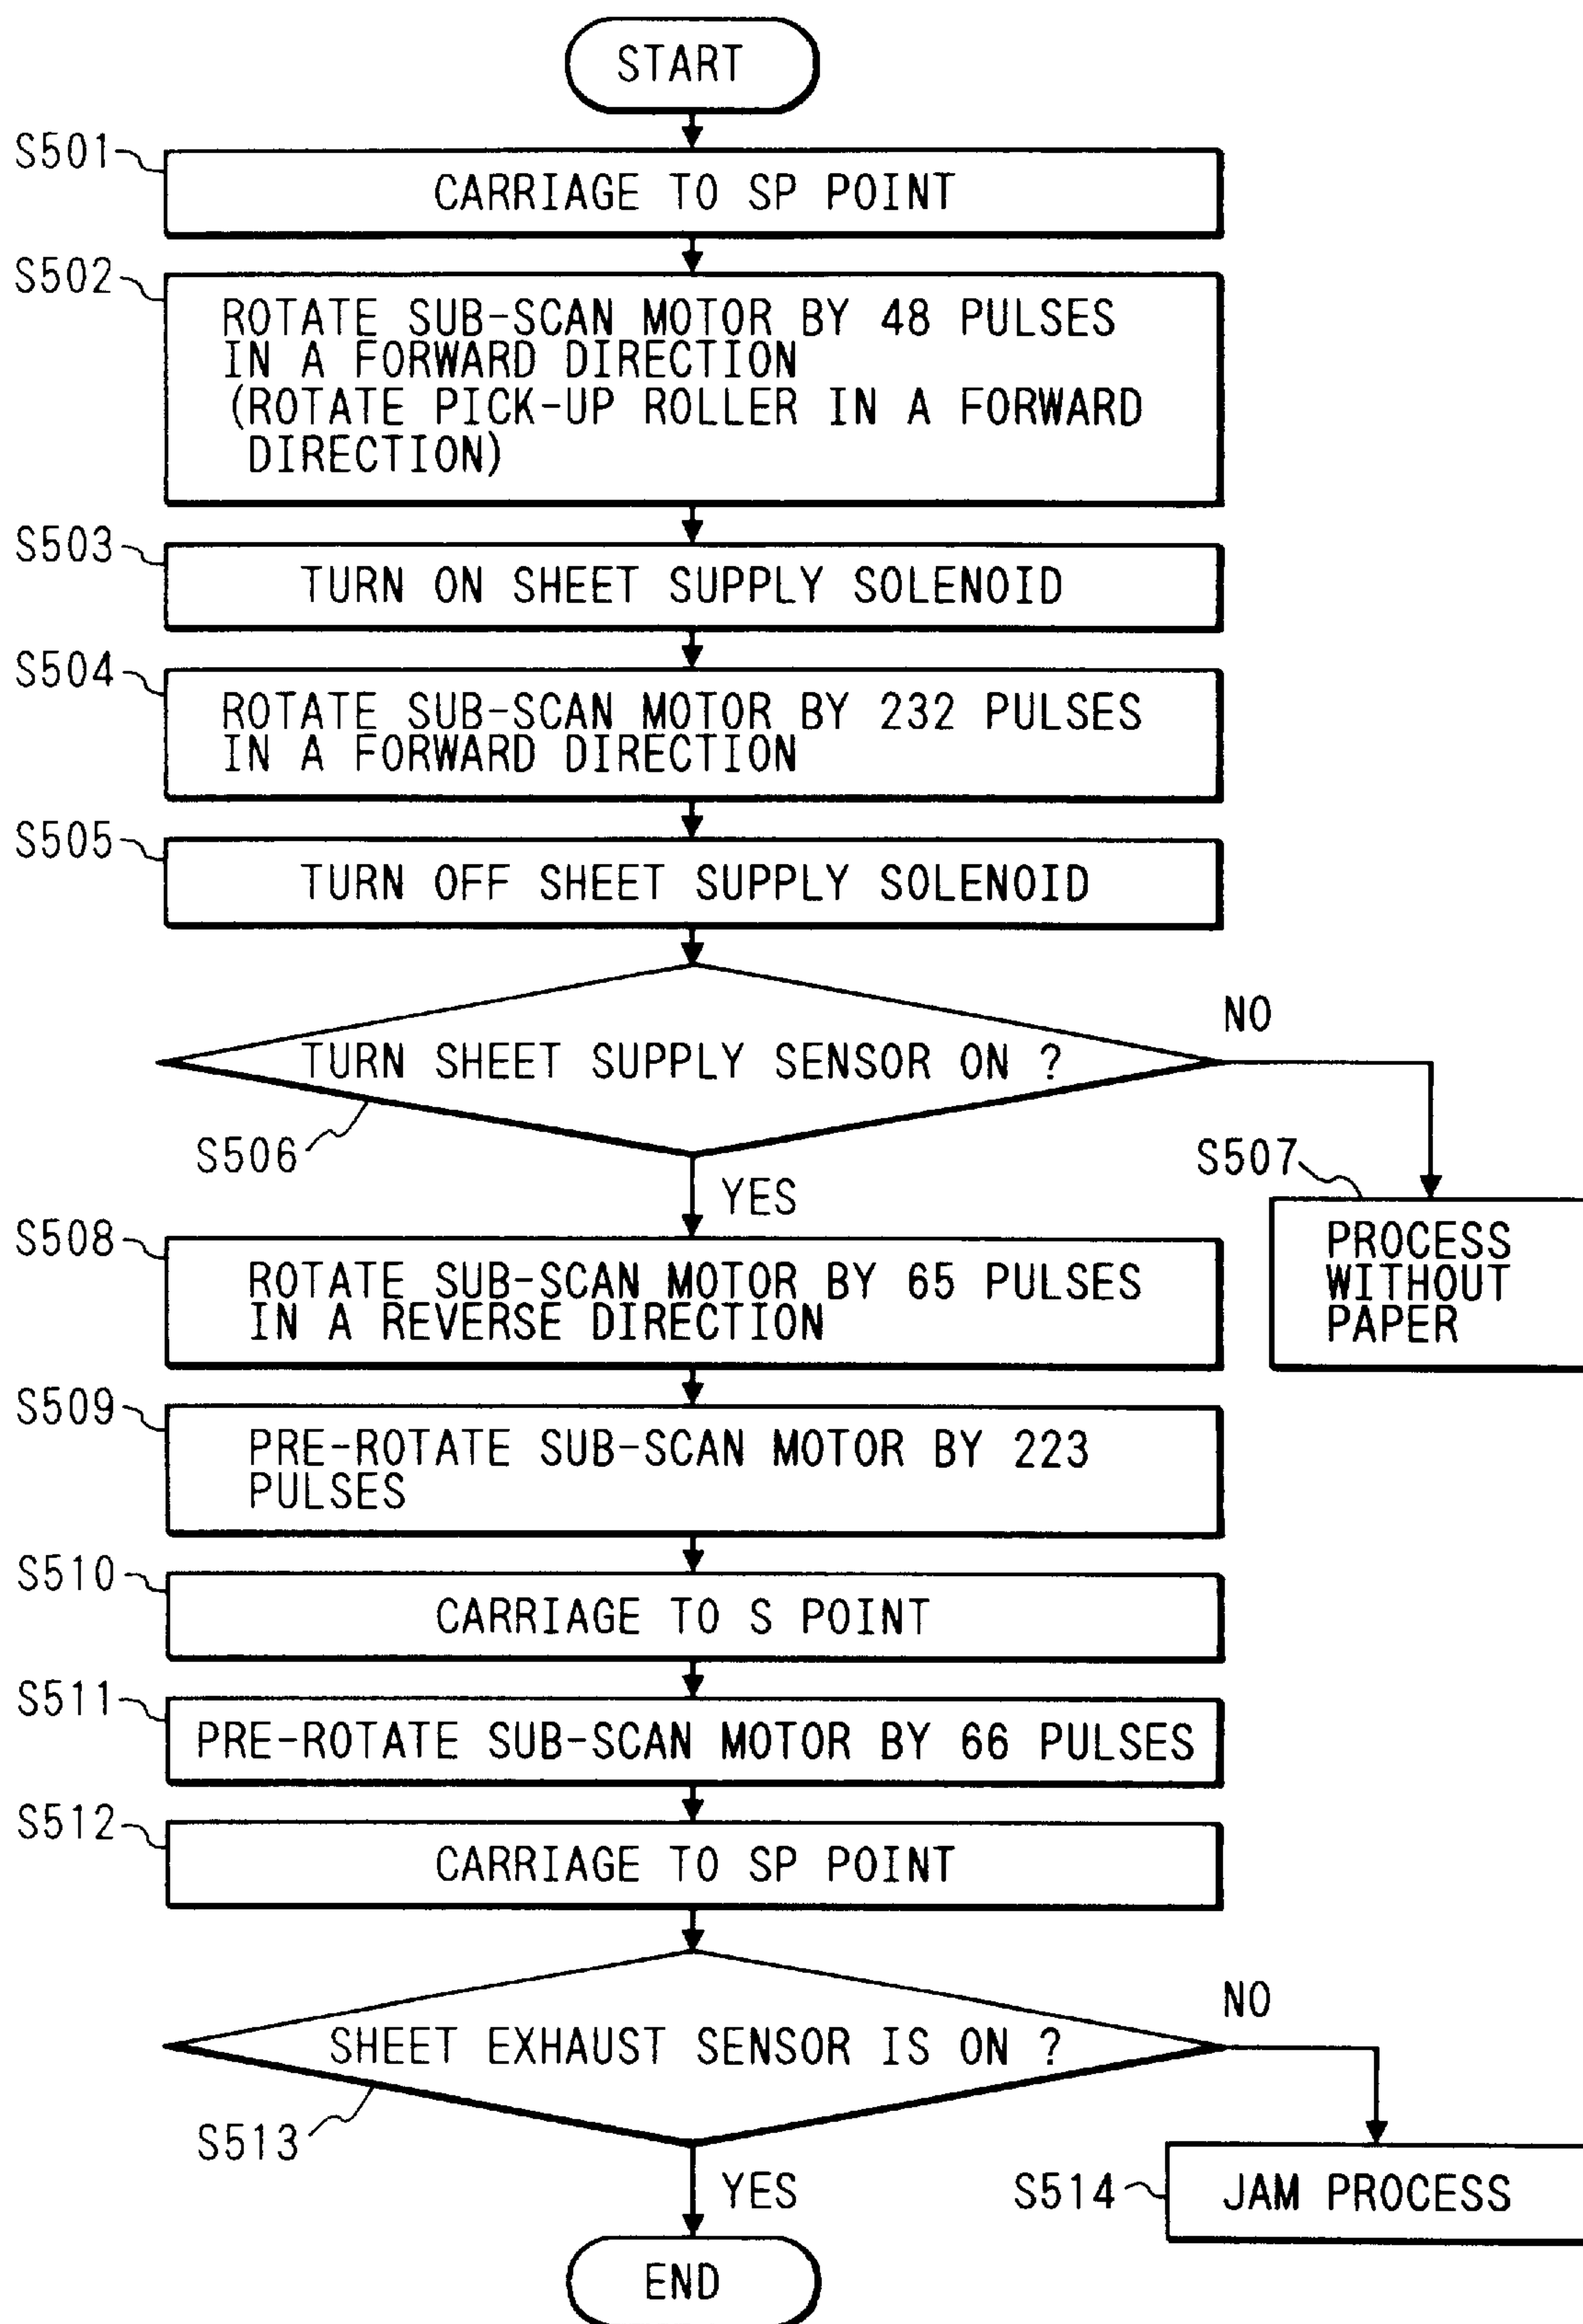 START
S501
CARRIAGE TO SP POINT
S502
ROTATE SUB-SCAN MOTOR BY 48 PULSES
IN A FORWARD DIRECTION
(ROTATE PICK-UP ROLLER IN A FORWARD
DIRECTION)
S503
TURN ON SHEET SUPPLY SOLENOID
S504
ROTATE SUB-SCAN MOTOR BY 232 PULSES
IN A FORWARD DIRECTION
S505
TURN OFF SHEET SUPPLY SOLENOID
NO
TURN SHEET SUPPLY SENSOR ON ?
S506
YES
S507
PROCESS
WITHOUT
PAPER
S508
ROTATE SUB-SCAN MOTOR BY 65 PULSES
IN A REVERSE DIRECTION
S509
PRE-ROTATE SUB-SCAN MOTOR BY 223
PULSES
S510
CARRIAGE TO S POINT
S511
PRE-ROTATE SUB-SCAN MOTOR BY 66 PULSES
S512
CARRIAGE TO SP POINT
NO
SHEET EXHAUST SENSOR IS ON ?
S513
YES
S514
JAM PROCESS
END